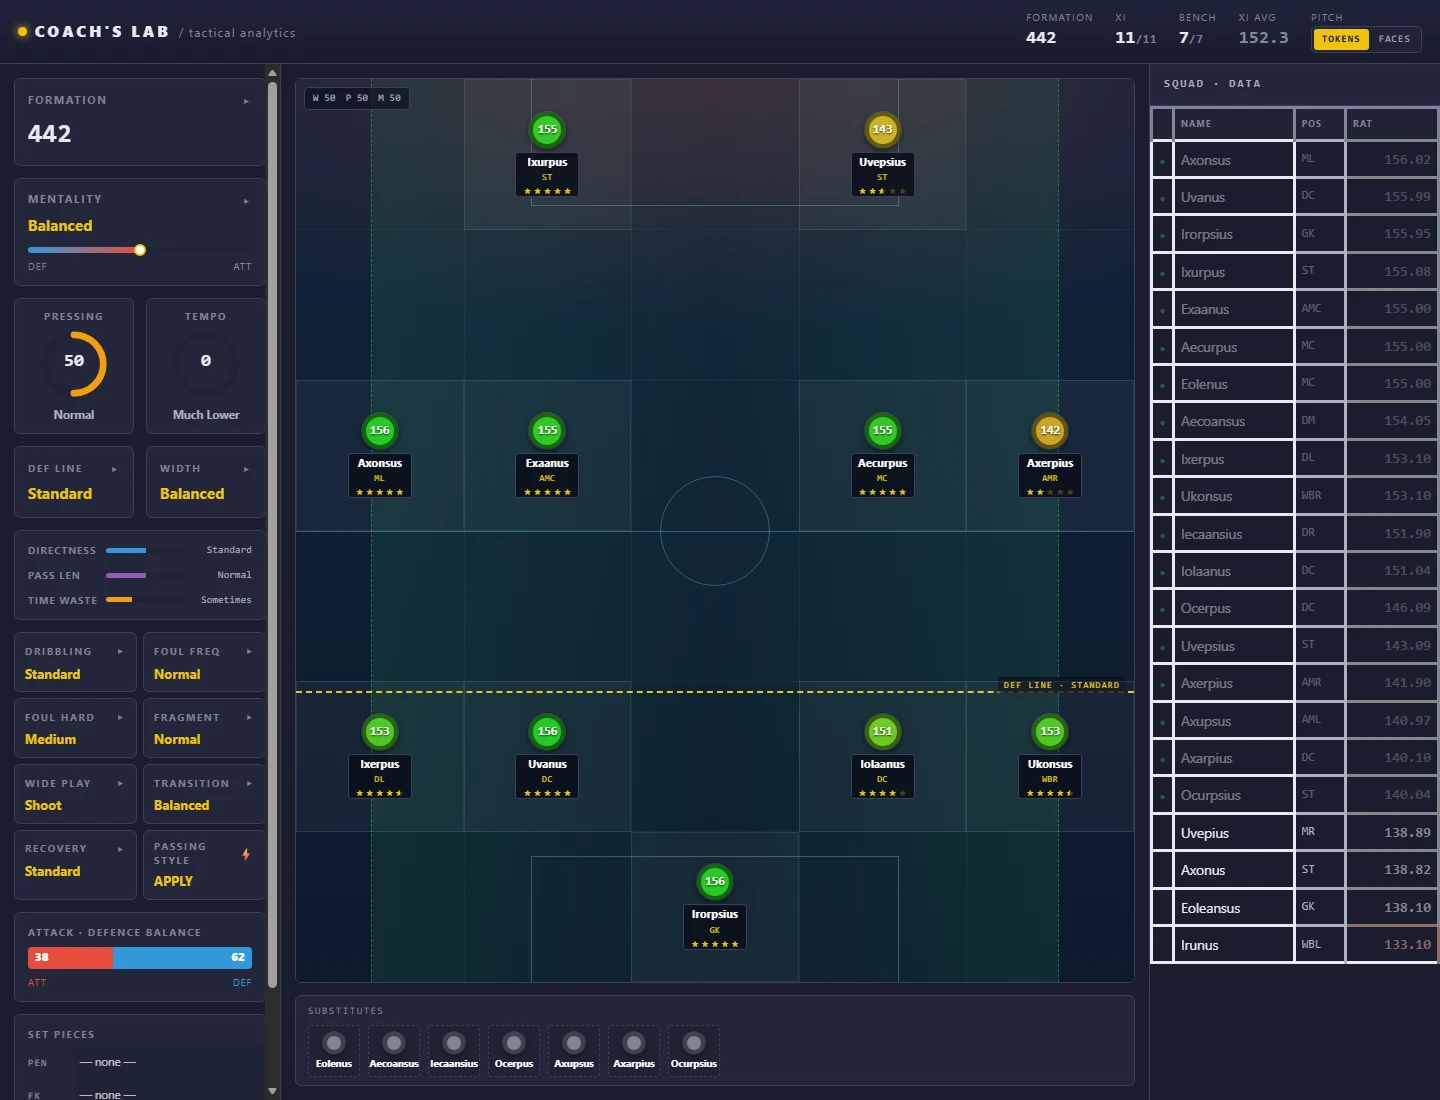 COACH'S LAB / tactical analytics
FORMATION XI BENCH XI AVG PITCH
442 11/11 7/7 152.3 TOKENS FACES
FORMATION
442
MENTALITY
Balanced
DEF ATT
PRESSING TEMPO
50 0
Normal Much Lower
DEF LINE WIDTH
Standard Balanced
DIRECTNESS Standard
PASS LEN Normal
TIME WASTE Sometimes
DRIBBLING FOUL FREQ
Standard Normal
FOUL HARD FRAGMENT
Medium Normal
WIDE PLAY TRANSITION
Shoot Balanced
RECOVERY PASSING STYLE
Standard APPLY
ATTACK · DEFENCE BALANCE
38 62
ATT DEF
SET PIECES
PEN — none —
FK — none —
W 50 P 50 M 50
155 143
Ixurpus Uvepsius
ST ST
156 155 155 142
Axonsus Exaanus Aecurpus Axerpius
ML AMC MC AMR
DEF LINE · STANDARD
153 156 151 153
Ixerpus Uvanus Iolaanus Ukonsus
DL DC DC WBR
156
Irorpsius
GK
SUBSTITUTES
Eolenus Aecoansus Iecaansius Ocerpus Axupsus Axarpius Ocurpsius
SQUAD · DATA
NAME POS RAT
Axonsus ML 156.02
Uvanus DC 155.99
Irorpsius GK 155.95
Ixurpus ST 155.08
Exaanus AMC 155.00
Aecurpus MC 155.00
Eolenus MC 155.00
Aecoansus DM 154.05
Ixerpus DL 153.10
Ukonsus WBR 153.10
Iecaansius DR 151.90
Iolaanus DC 151.04
Ocerpus DC 146.09
Uvepsius ST 143.09
Axerpius AMR 141.90
Axupsus AML 140.97
Axarpius DC 140.10
Ocurpsius ST 140.04
Uvepius MR 138.89
Axonus ST 138.82
Eoleansus GK 138.10
Irunus WBL 133.10